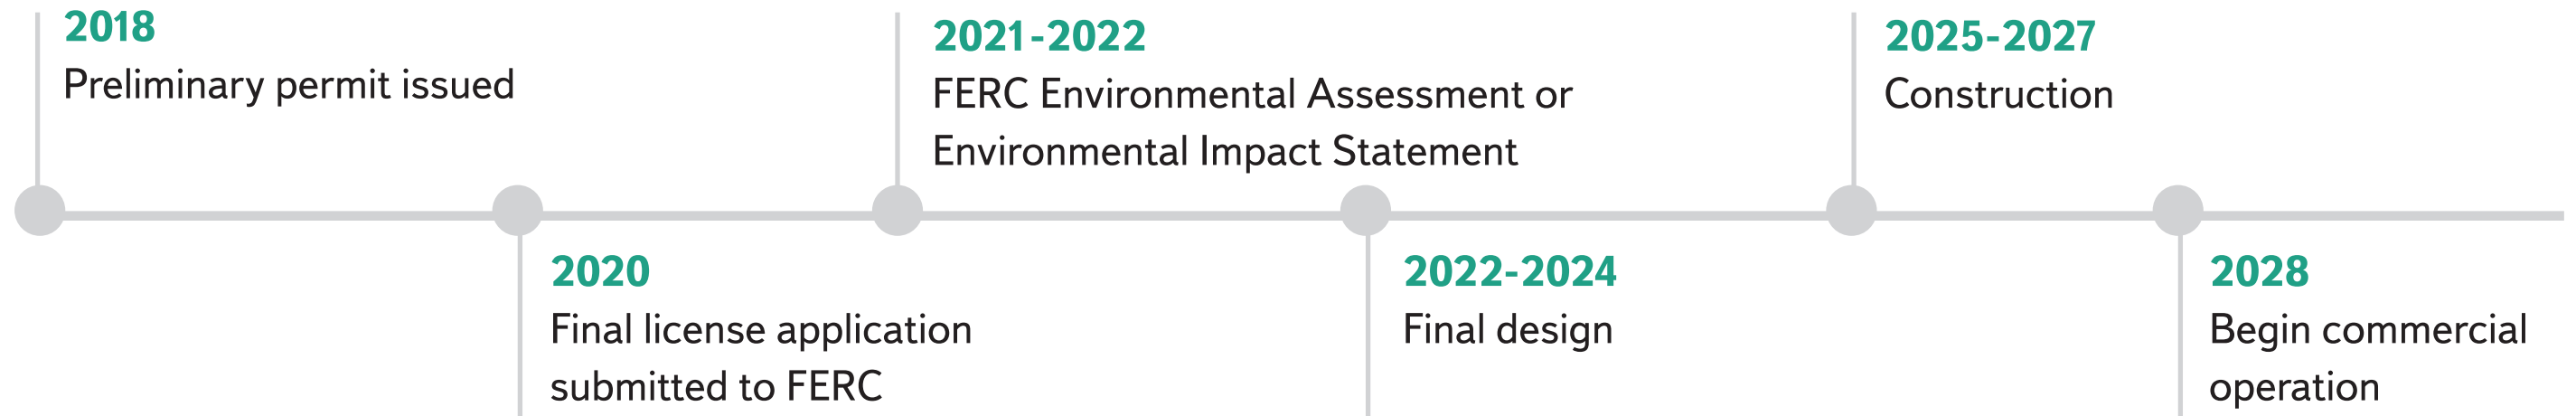 2018
Preliminary permit issued
2020
Final license application
submitted to FERC
2021-2022
FERC Environmental Assessment or
Environmental Impact Statement
2022-2024
Final design
2025-2027
Construction
2028
Begin commercial
operation